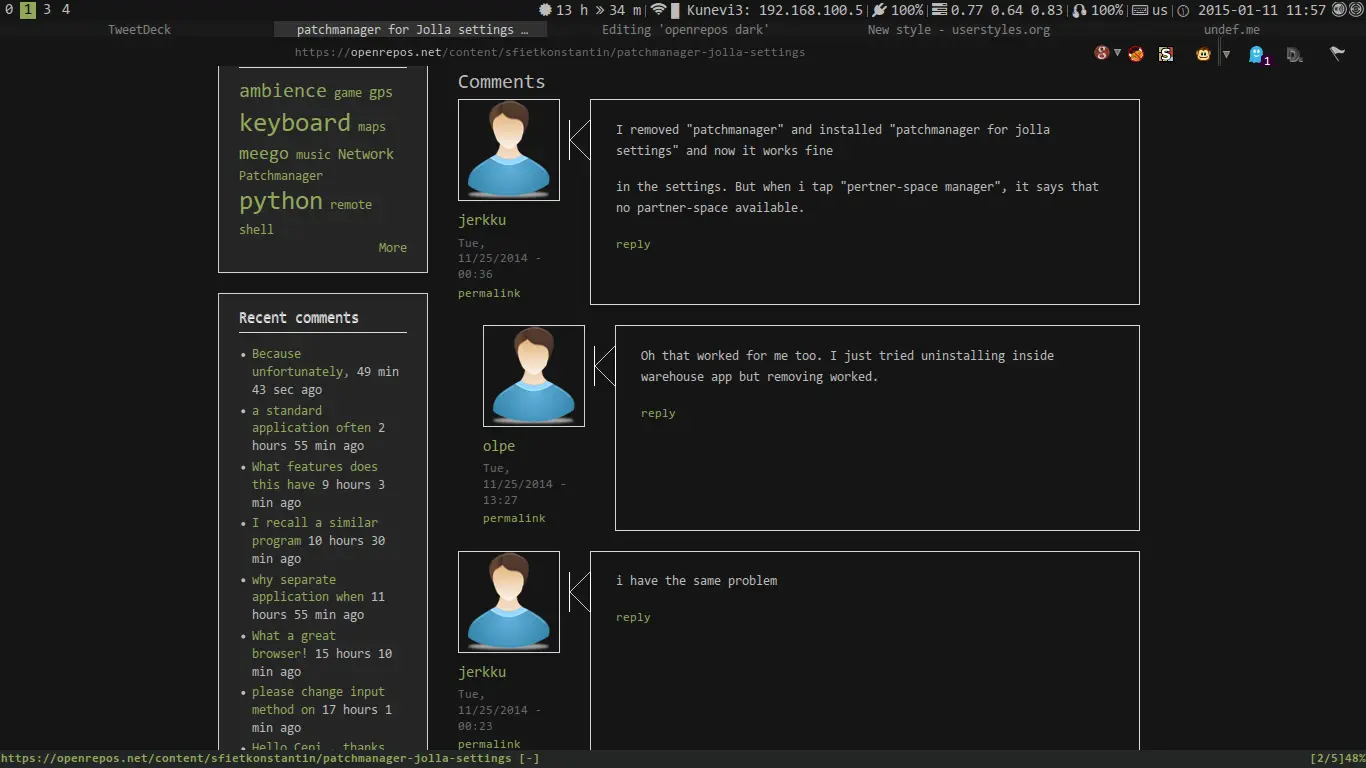 0 1 3 4
13 h » 34 m | Kunevi3: 192.168.100.5 | 100% | 0.77 0.64 0.83 | 100% | us | 2015-01-11 11:57
TweetDeck
patchmanager for Jolla settings …
Editing 'openrepos dark'
New style - userstyles.org
undef.me
https://openrepos.net/content/sfietkonstantin/patchmanager-jolla-settings
1
ambience game gps
keyboard maps
meego music Network
Patchmanager
python remote
shell
More
Recent comments
Because
unfortunately, 49 min
43 sec ago
a standard
application often 2
hours 55 min ago
What features does
this have 9 hours 3
min ago
I recall a similar
program 10 hours 30
min ago
why separate
application when 11
hours 55 min ago
What a great
browser! 15 hours 10
min ago
please change input
method on 17 hours 1
min ago
Comments
jerkku
Tue,
11/25/2014 -
00:36
permalink
I removed "patchmanager" and installed "patchmanager for jolla
settings" and now it works fine
in the settings. But when i tap "pertner-space manager", it says that
no partner-space available.
reply
olpe
Tue,
11/25/2014 -
13:27
permalink
Oh that worked for me too. I just tried uninstalling inside
warehouse app but removing worked.
reply
jerkku
Tue,
11/25/2014 -
00:23
permalink
i have the same problem
reply
https://openrepos.net/content/sfietkonstantin/patchmanager-jolla-settings [-]
[2/5]48%